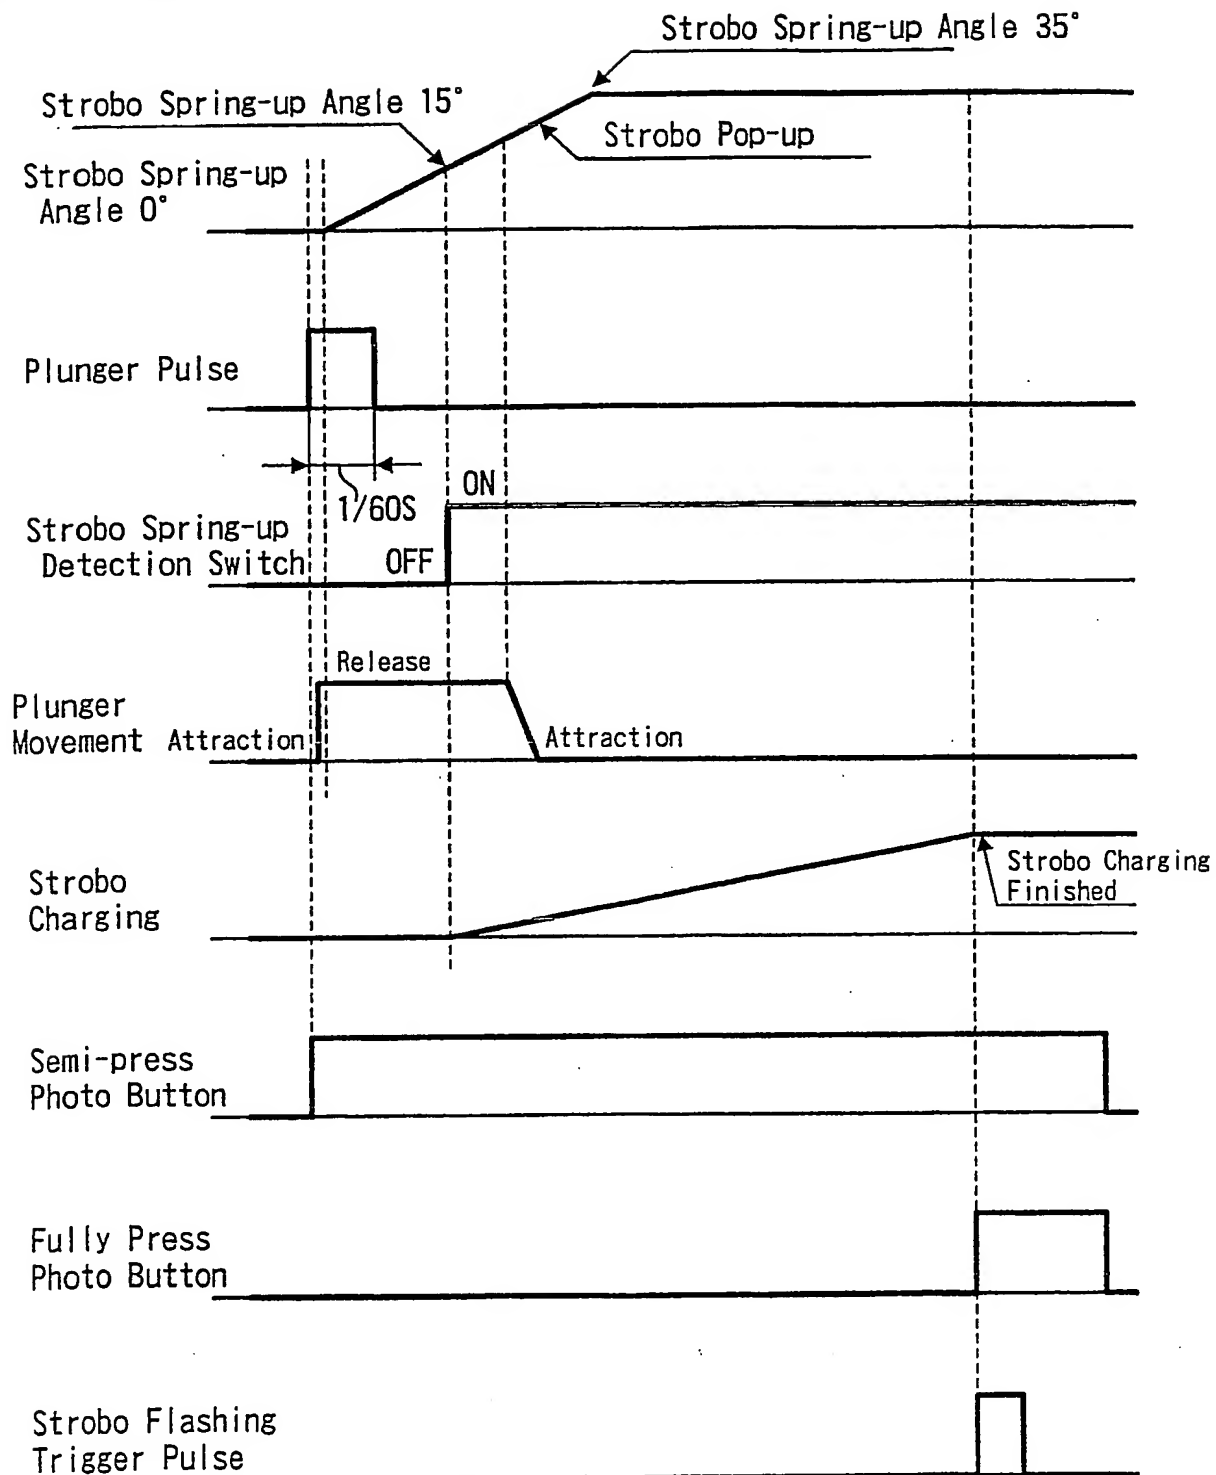 Strobo Spring-up Angle 35°
Strobo Spring-up Angle 15°
Strobo Pop-up
Strobo Spring-up
Angle 0°
Plunger Pulse
1/60S
ON
Strobo Spring-up
Detection Switch
OFF
Release
Plunger
Movement
Attraction
Attraction
Strobo
Charging
Strobo Charging
Finished
Semi-press
Photo Button
Fully Press
Photo Button
Strobo Flashing
Trigger Pulse